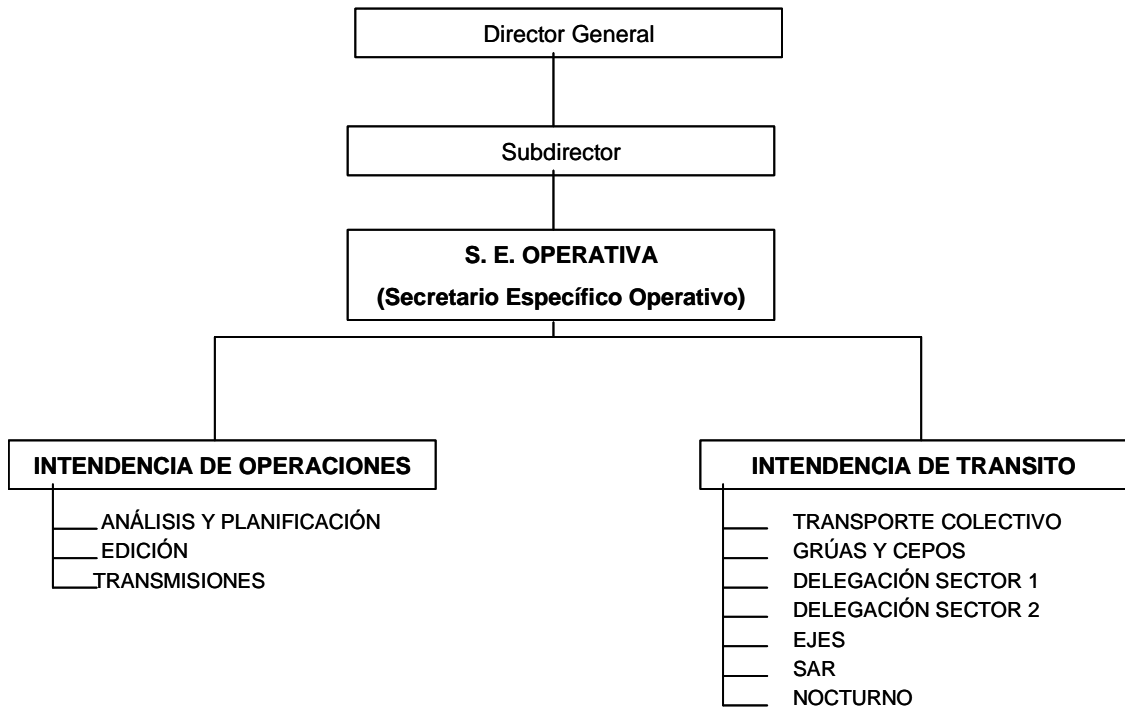 Director General
Subdirector
S. E. OPERATIVA
(Secretario Específico Operativo)
INTENDENCIA DE OPERACIONES
ANÁLISIS Y PLANIFICACIÓN
EDICIÓN
TRANSMISIONES
INTENDENCIA DE TRANSITO
TRANSPORTE COLECTIVO
GRÚAS Y CEPOS
DELEGACIÓN SECTOR 1
DELEGACIÓN SECTOR 2
EJES
SAR
NOCTURNO